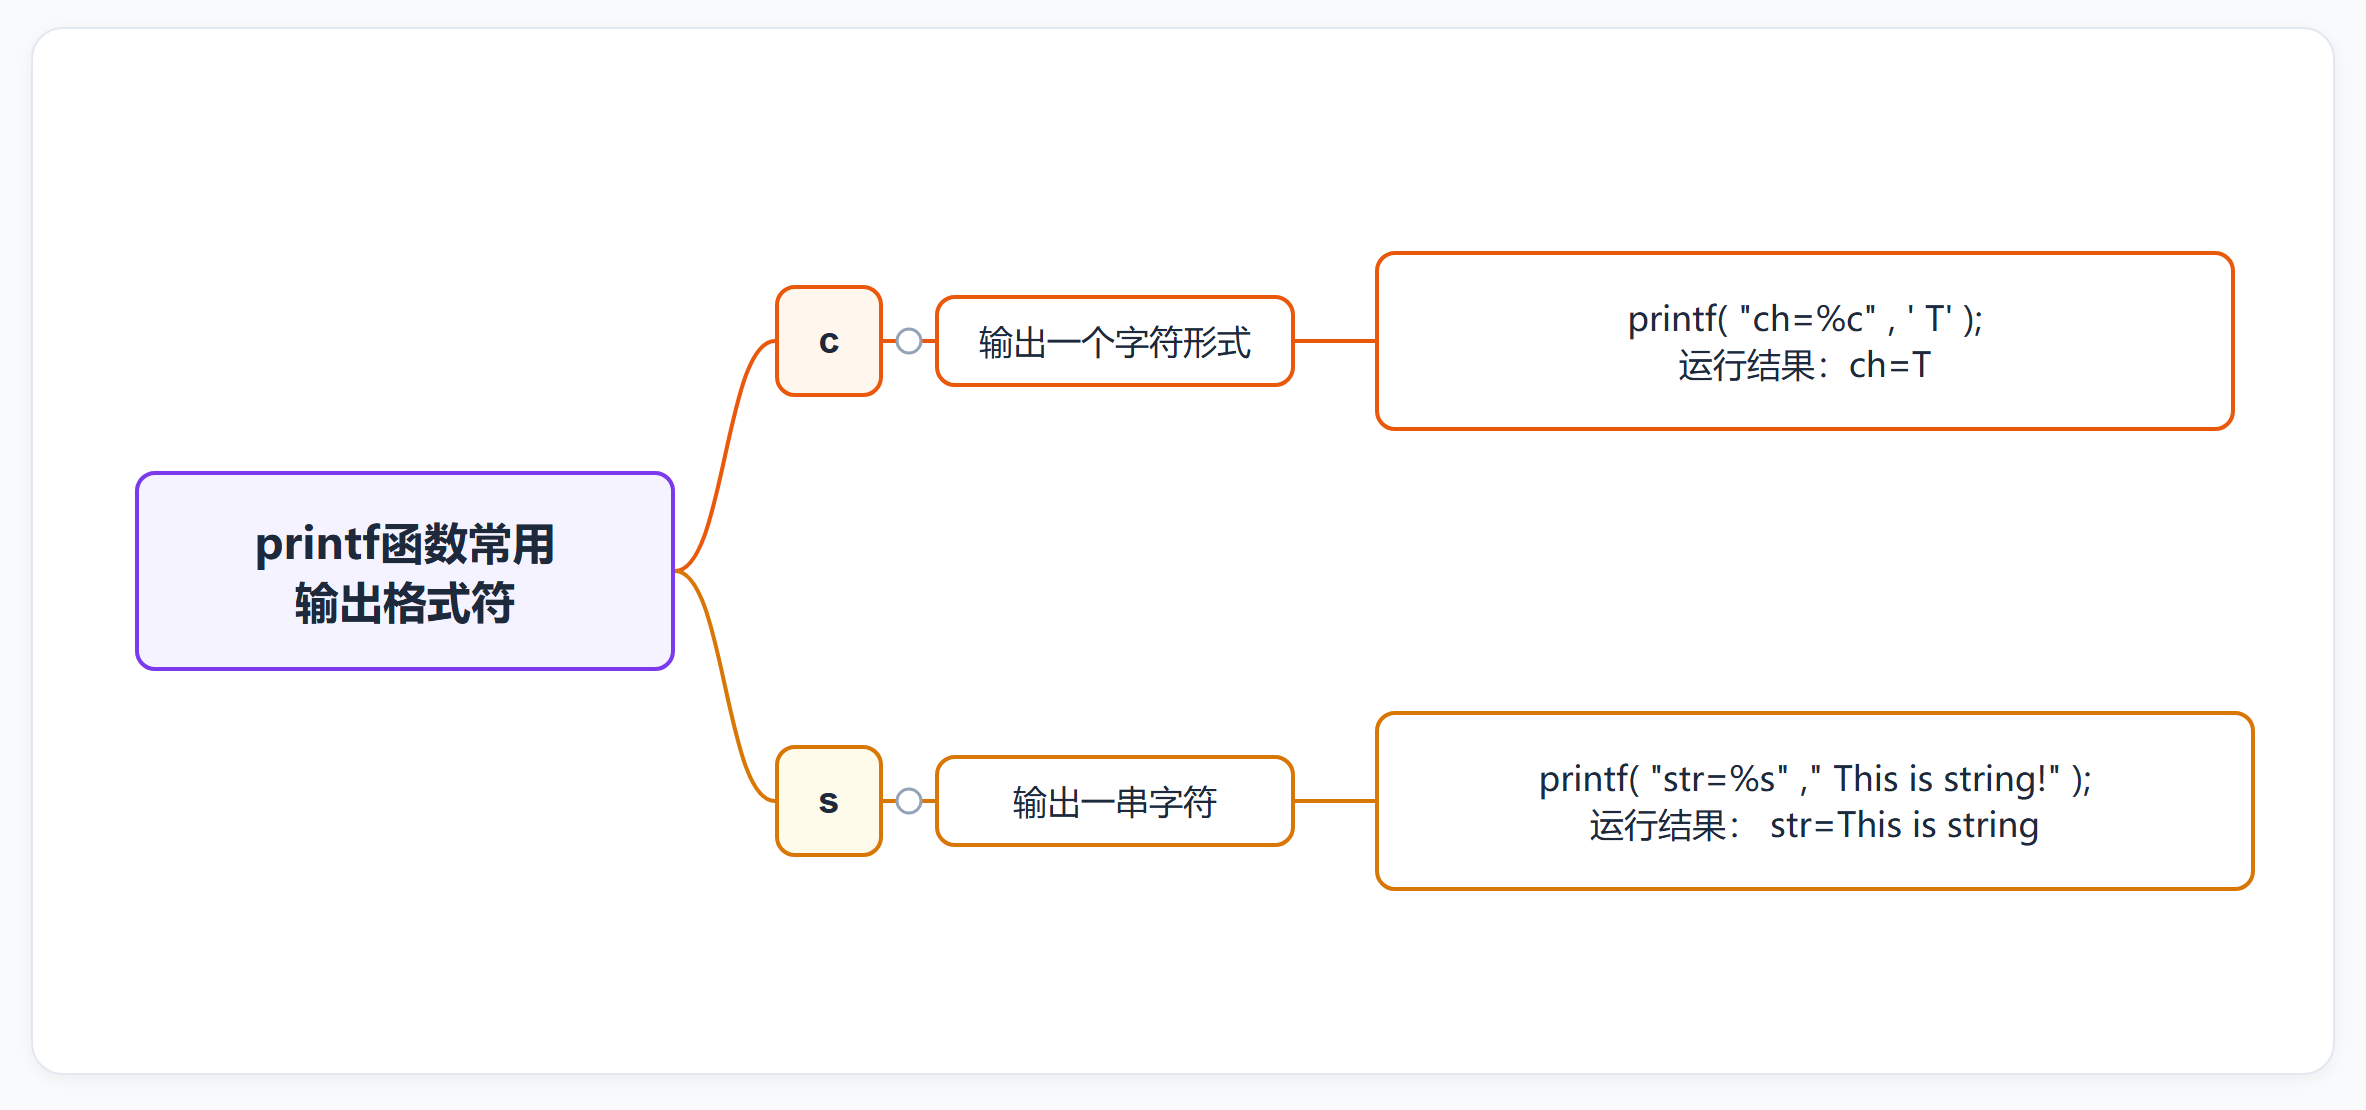 printf函数常用
输出格式符
c
输出一个字符形式
printf( "ch=%c" , ' T' );
运行结果：ch=T
s
输出一串字符
printf( "str=%s" ," This is string!" );
运行结果： str=This is string